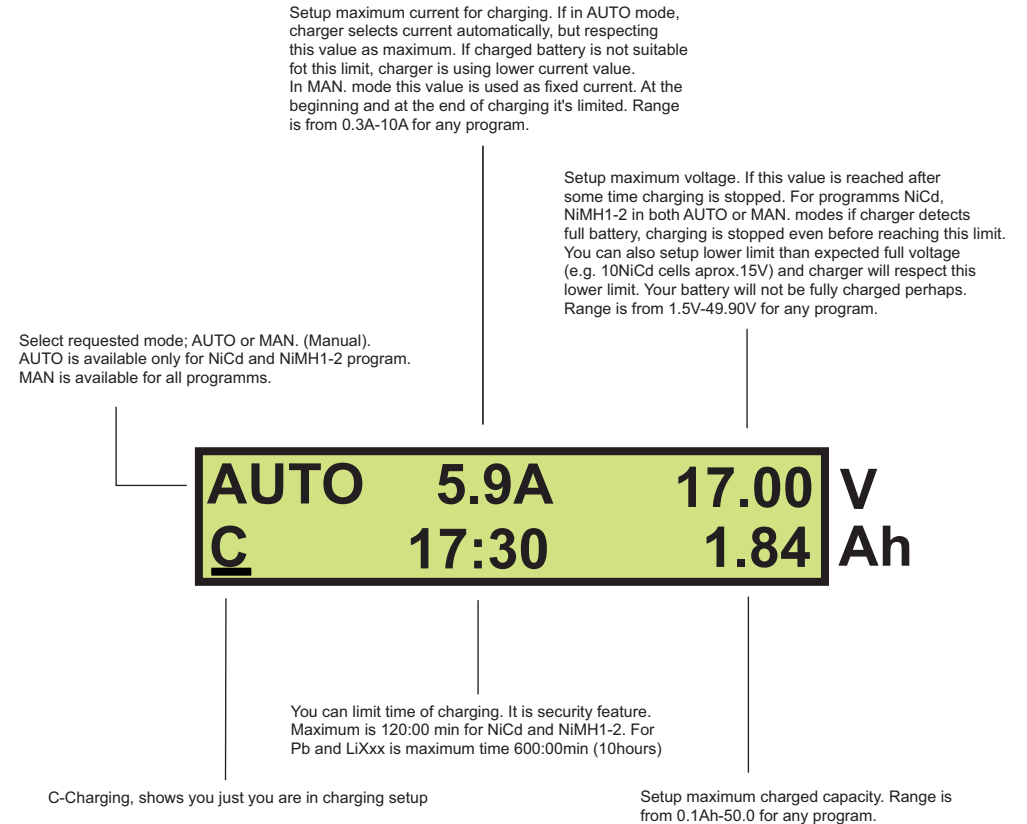 Setup maximum current for charging. If in AUTO mode,
charger selects current automatically, but respecting
this value as maximum. If charged battery is not suitable
fot this limit, charger is using lower current value.
In MAN. mode this value is used as fixed current. At the
beginning and at the end of charging it's limited. Range
is from 0.3A-10A for any program.
Setup maximum voltage. If this value is reached after
some time charging is stopped. For programms NiCd,
NiMH1-2 in both AUTO or MAN. modes if charger detects
full battery, charging is stopped even before reaching this limit.
You can also setup lower limit than expected full voltage
(e.g. 10NiCd cells aprox.15V) and charger will respect this
lower limit. Your battery will not be fully charged perhaps.
Range is from 1.5V-49.90V for any program.
Select requested mode; AUTO or MAN. (Manual).
AUTO is available only for NiCd and NiMH1-2 program.
MAN is available for all programms.
AUTO 5.9A 17.00 V
C 17:30 1.84 Ah
You can limit time of charging. It is security feature.
Maximum is 120:00 min for NiCd and NiMH1-2. For
Pb and LiXxx is maximum time 600:00min (10hours)
C-Charging, shows you just you are in charging setup
Setup maximum charged capacity. Range is
from 0.1Ah-50.0 for any program.